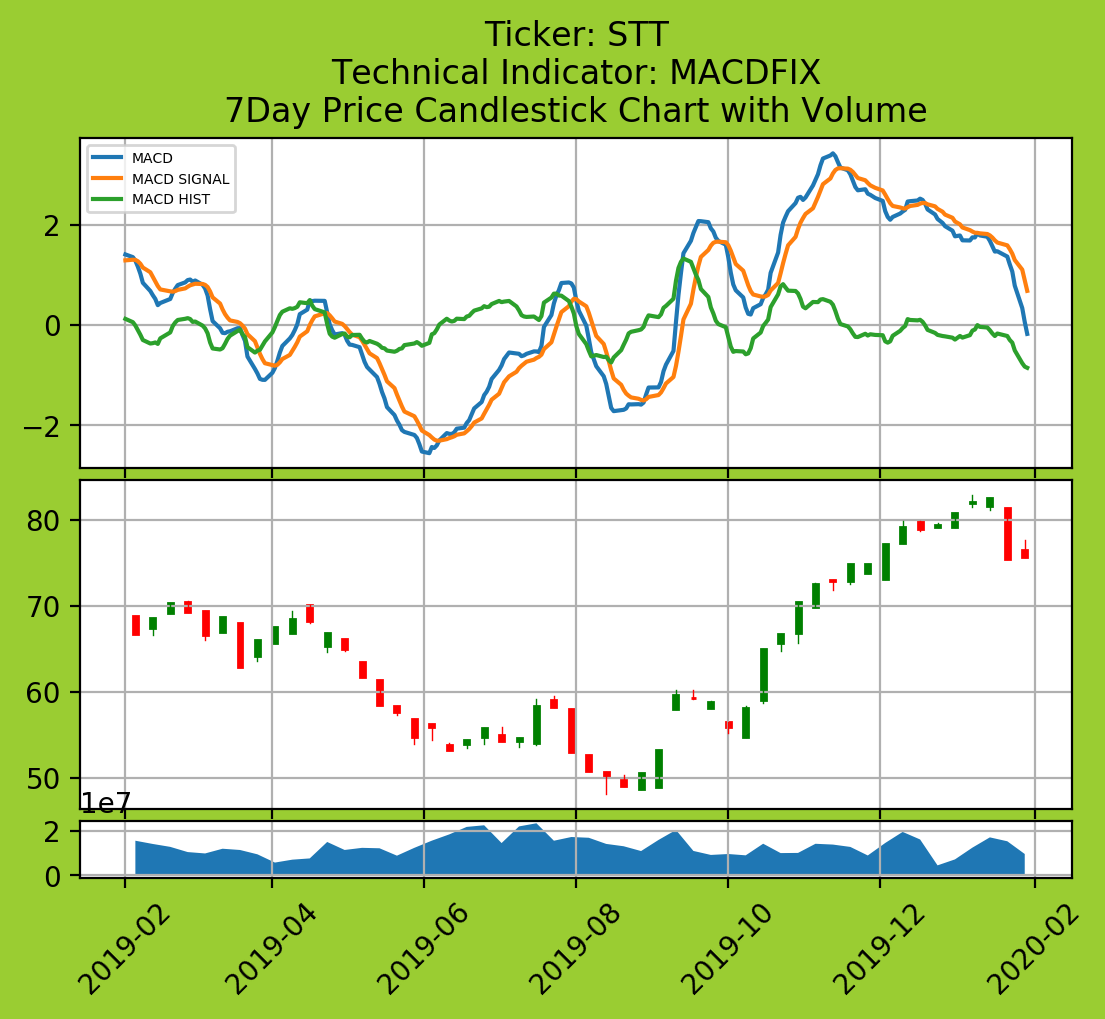 Ticker: STT
Technical Indicator: MACDFIX
7Day Price Candlestick Chart with Volume
MACD
MACD SIGNAL
MACD HIST
2
0
−2
80
70
60
50
1e7
2
0
2019-02
2019-04
2019-06
2019-08
2019-10
2019-12
2020-02